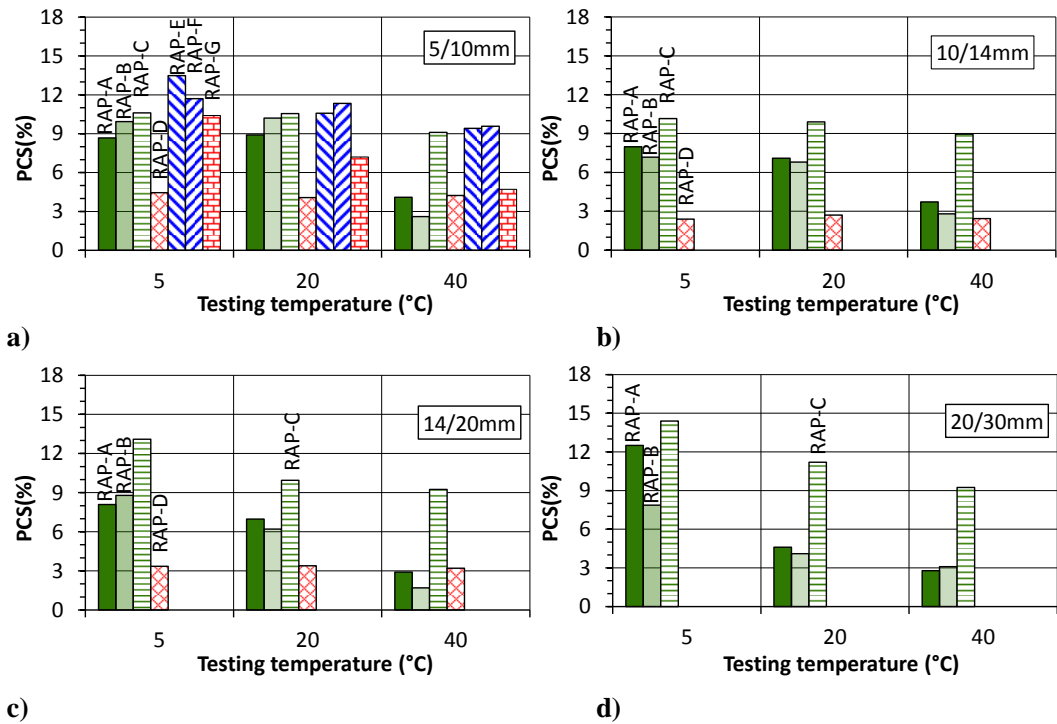 18
15
12
9
6
3
0
PCS(%)
RAP-A
RAP-B
RAP-C
RAP-D
RAP-E
RAP-F
RAP-G
5/10mm
5 20 40
Testing temperature (°C)
a)
18
15
12
9
6
3
0
PCS(%)
RAP-A
RAP-B
RAP-C
RAP-D
10/14mm
5 20 40
Testing temperature (°C)
b)
18
15
12
9
6
3
0
PCS(%)
RAP-A
RAP-B
RAP-D
RAP-C
14/20mm
5 20 40
Testing temperature (°C)
c)
18
15
12
9
6
3
0
PCS(%)
RAP-A
RAP-B
RAP-C
20/30mm
5 20 40
Testing temperature (°C)
d)